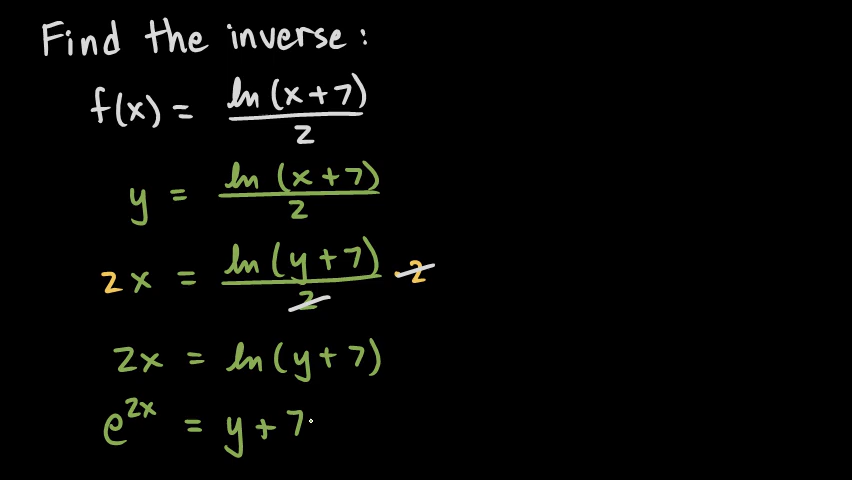 Find the inverse:
f(x) = ln(x+7)/2
y = ln(x+7)/2
2x = ln(y+7)/2 · 2
2x = ln(y+7)
e^2x = y+7